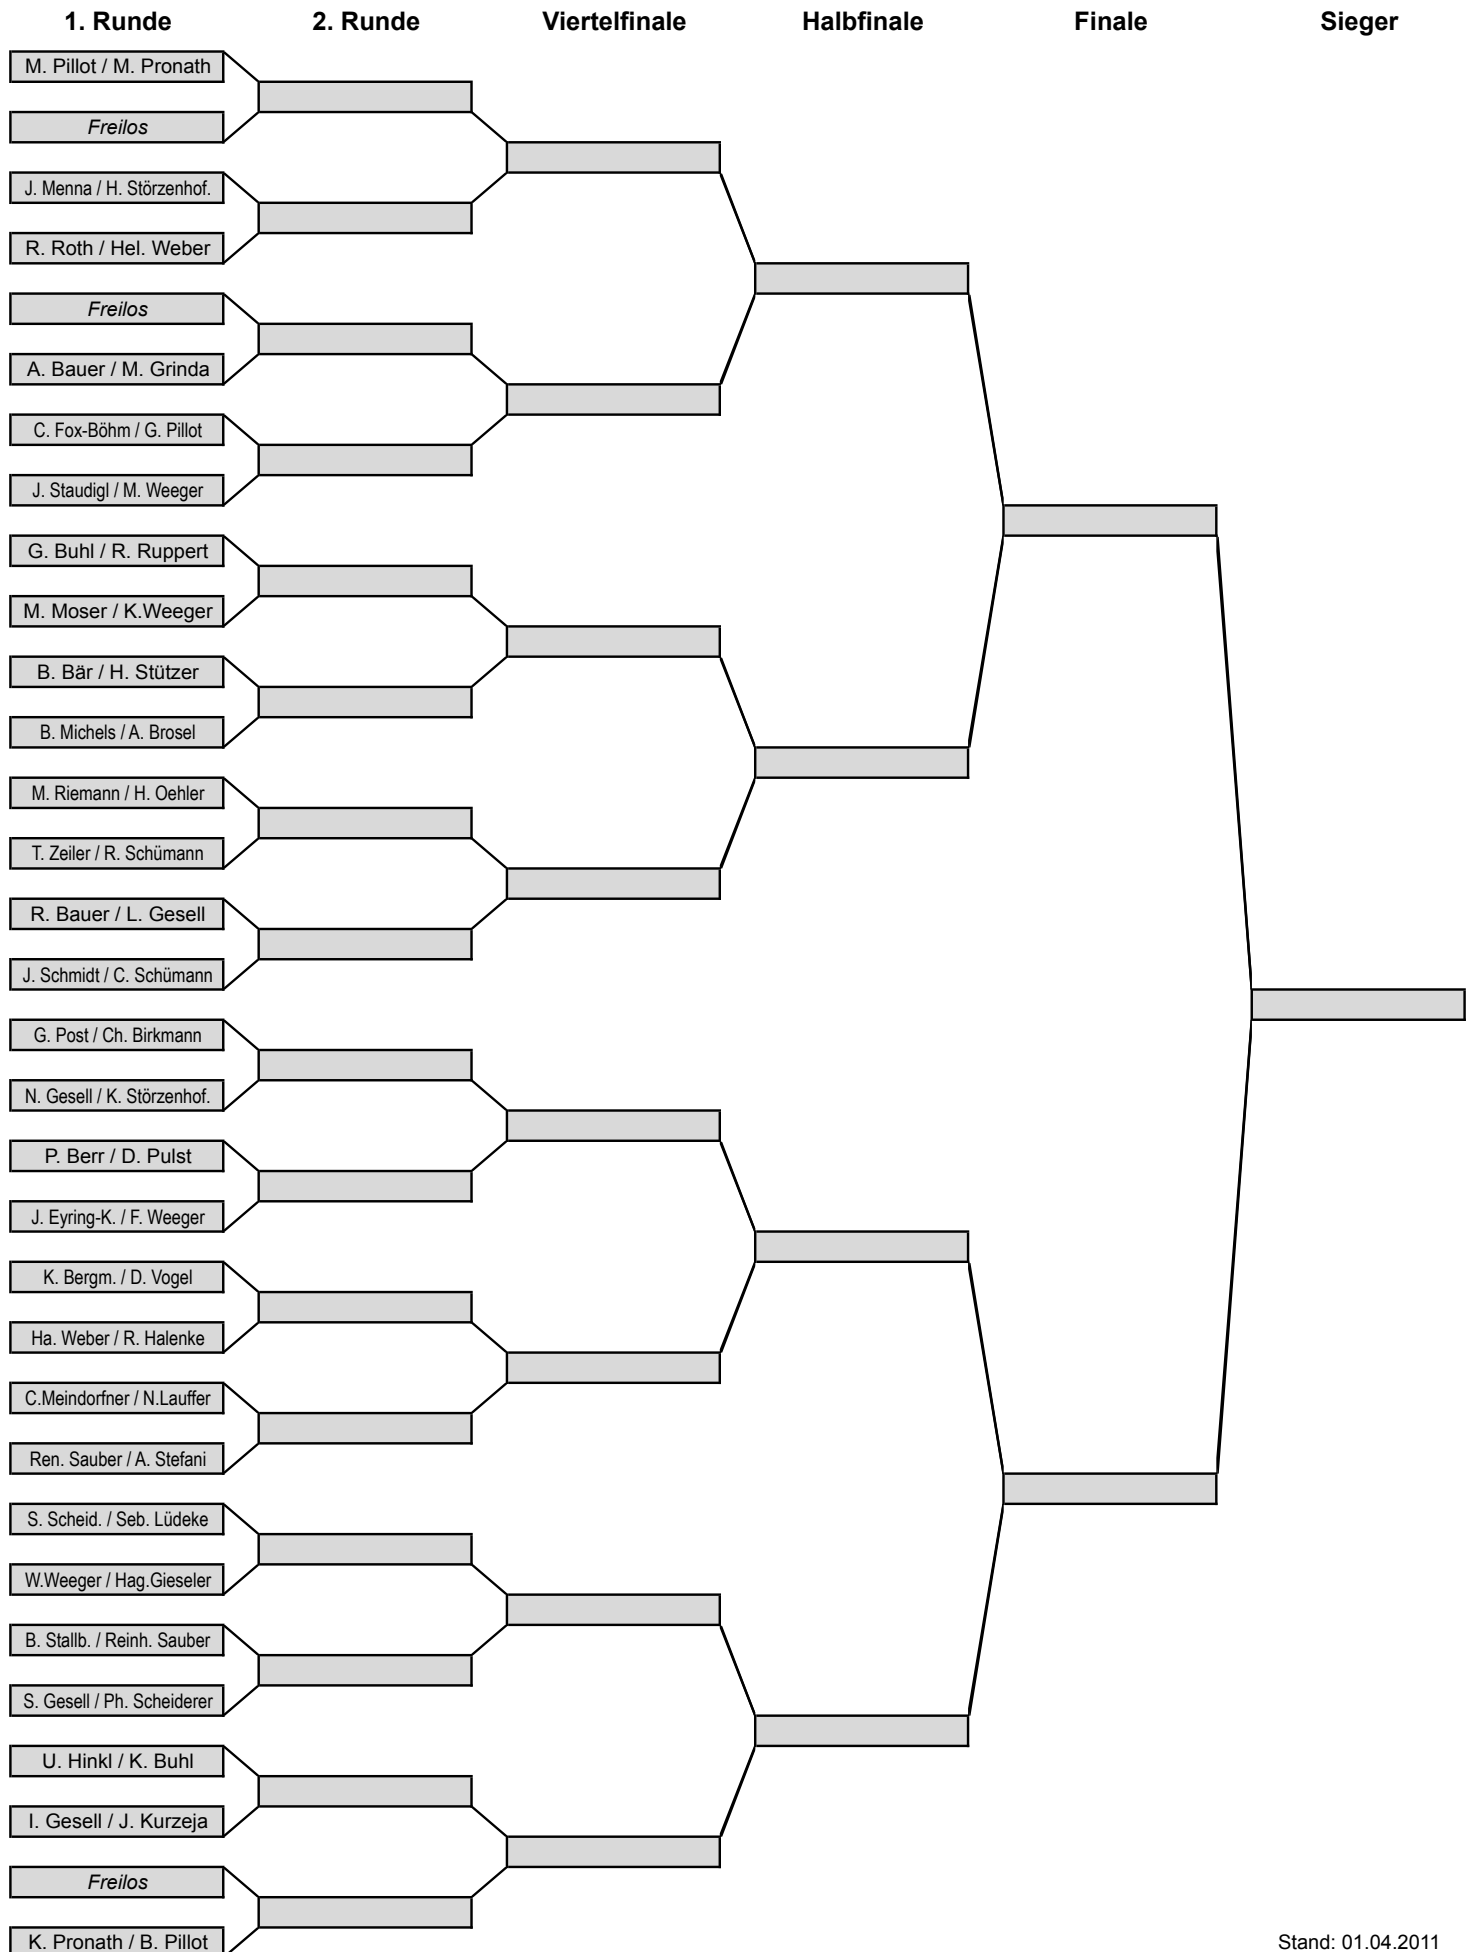 1. Runde 2. Runde Viertelfinale Halbfinale Finale Sieger
M. Pillot / M. Pronath
Freilos
J. Menna / H. Störzenhof.
R. Roth / Hel. Weber
Freilos
A. Bauer / M. Grinda
C. Fox-Böhm / G. Pillot
J. Staudigl / M. Weeger
G. Buhl / R. Ruppert
M. Moser / K.Weeger
B. Bär / H. Stützer
B. Michels / A. Brosel
M. Riemann / H. Oehler
T. Zeiler / R. Schümann
R. Bauer / L. Gesell
J. Schmidt / C. Schümann
G. Post / Ch. Birkmann
N. Gesell / K. Störzenhof.
P. Berr / D. Pulst
J. Eyring-K. / F. Weeger
K. Bergm. / D. Vogel
Ha. Weber / R. Halenke
C.Meindorfner / N.Lauffer
Ren. Sauber / A. Stefani
S. Scheid. / Seb. Lüdeke
W.Weeger / Hag.Gieseler
B. Stallb. / Reinh. Sauber
S. Gesell / Ph. Scheiderer
U. Hinkl / K. Buhl
I. Gesell / J. Kurzeja
Freilos
K. Pronath / B. Pillot
Stand: 01.04.2011